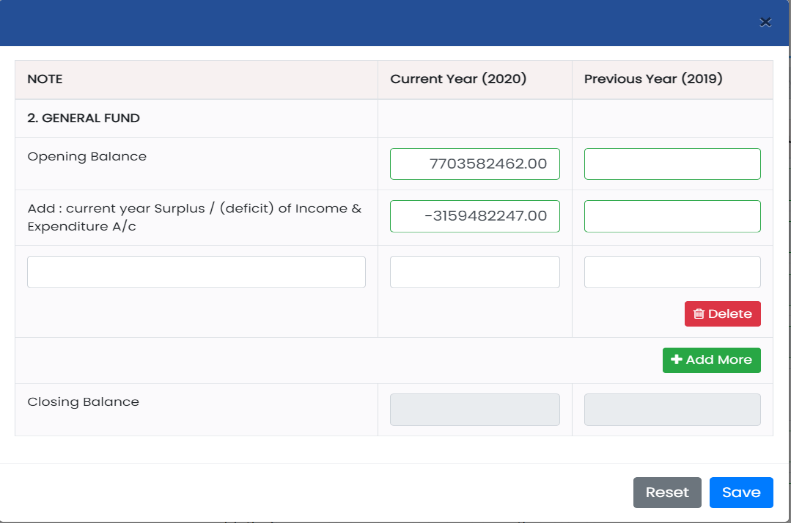 ×
NOTE Current Year (2020) Previous Year (2019)
2. GENERAL FUND
Opening Balance 7703582462.00
Add : current year Surplus / (deficit) of Income & -3159482247.00
Expenditure A/c
Delete
+ Add More
Closing Balance
Reset Save